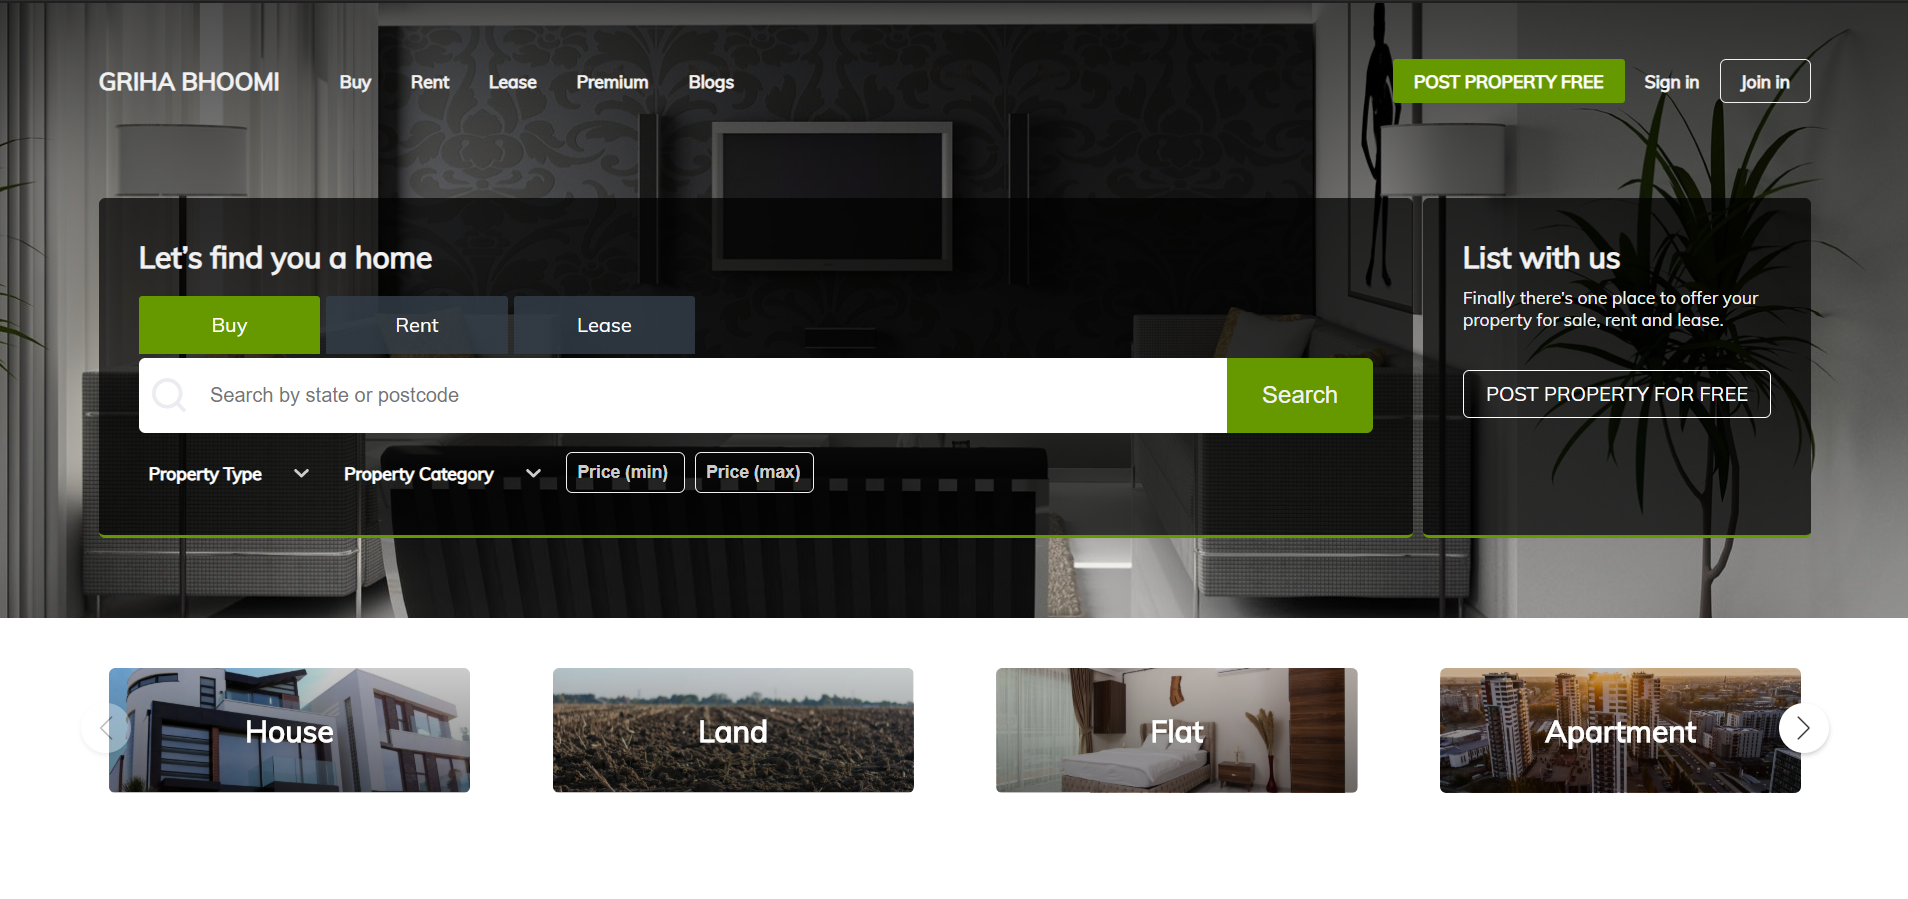 GRIHA BHOOMI Buy Rent Lease Premium Blogs POST PROPERTY FREE Sign in Join in
Let's find you a home
Buy Rent Lease
Search by state or postcode Search
Property Type Property Category Price (min) Price (max)
List with us
Finally there's one place to offer your
property for sale, rent and lease.
POST PROPERTY FOR FREE
House Land Flat Apartment